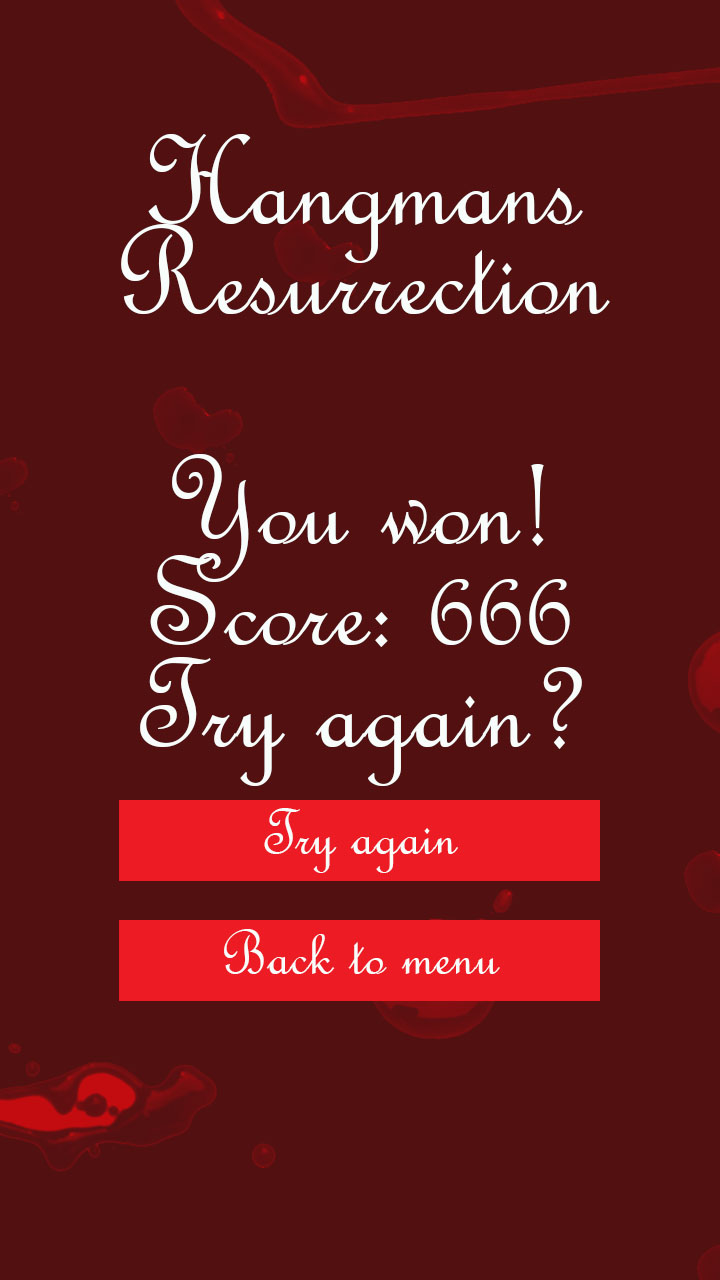 Hangmans
Resurrection
You won!
Score: 666
Try again?
Try again
Back to menu